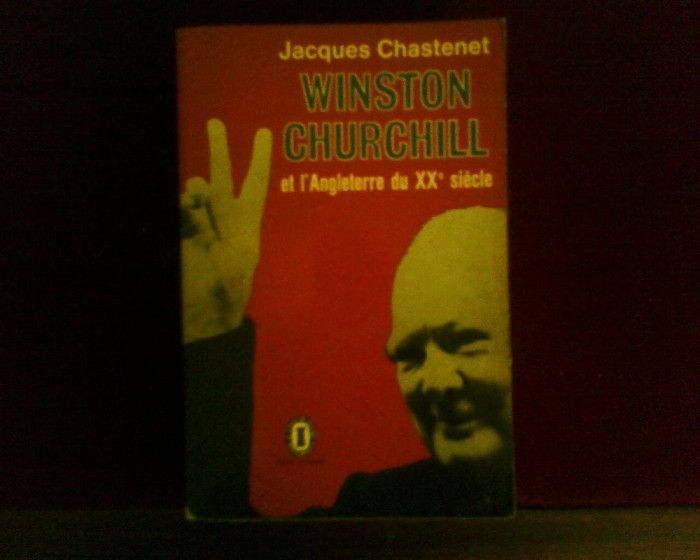 Jacques Chastenet
WINSTON
CHURCHILL
et l'Angleterre du XXe siècle